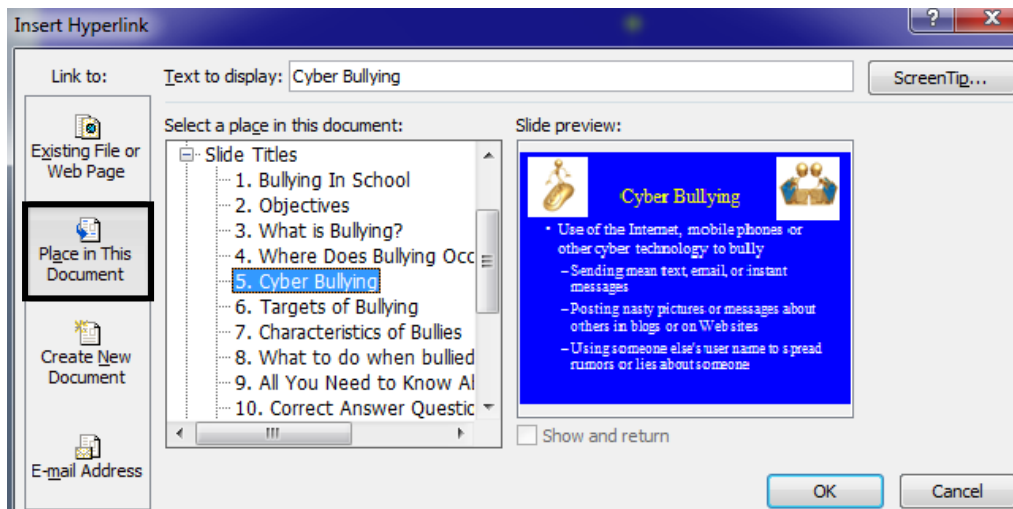 Insert Hyperlink
?
X
Link to:
Text to display: Cyber Bullying
ScreenTip...
Existing File or
Web Page
Place in This
Document
Create New
Document
E-mail Address
Select a place in this document:
Slide Titles
1. Bullying In School
2. Objectives
3. What is Bullying?
4. Where Does Bullying Occ
5. Cyber Bullying
6. Targets of Bullying
7. Characteristics of Bullies
8. What to do when bullied
9. All You Need to Know Al
10. Correct Answer Questic
Slide preview:
Cyber Bullying
• Use of the Internet, mobile phones or
other cyber technology to bully
– Sending mean text, email, or instant
messages
– Posting nasty pictures or messages about
others in blogs or on Web sites
– Using someone else's user name to spread
rumors or lies about someone
Show and return
OK
Cancel